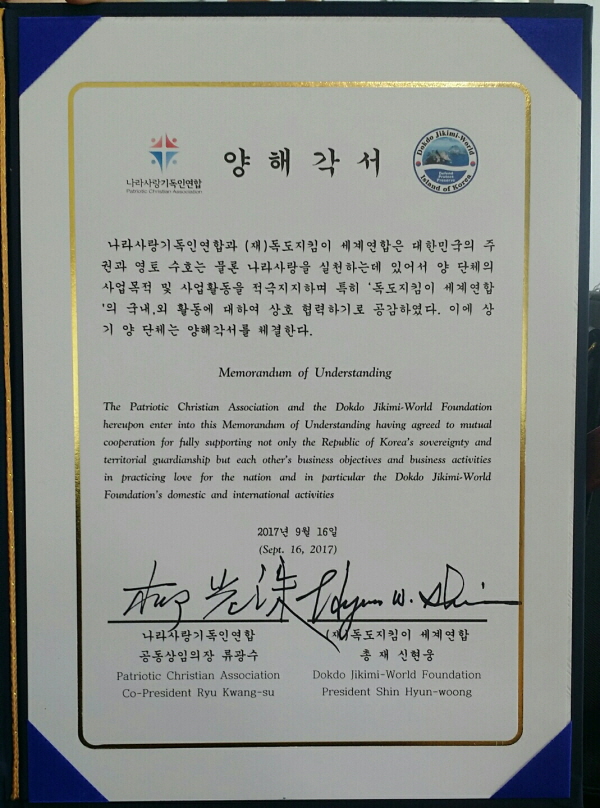 양 해 각 서
나라사랑기독인연합
Patriotic Christian Association
Dokdo Jikimi-World
Island of Korea
나라사랑기독인연합과 (재)독도지킴이 세계연합은 대한민국의 주
권과 영토 수호는 물론 나라사랑을 실천하는데 있어서 양 단체의
사업목적 및 사업활동을 적극지지하며 특히 '독도지킴이 세계연합
'의 국내,외 활동에 대하여 상호 협력하기로 공감하였다. 이에 상
기 양 단체는 양해각서를 체결한다.
Memorandum of Understanding
The Patriotic Christian Association and the Dokdo Jikimi-World Foundation
hereupon enter into this Memorandum of Understanding having agreed to mutual
cooperation for fully supporting not only the Republic of Korea's sovereignty and
territorial guardianship but each other's business objectives and business activities
in practicing love for the nation and in particular the Dokdo Jikimi-World
Foundation's domestic and international activities
2017년 9월 16일
(Sept. 16, 2017)
Hyun W. Shin
나라사랑기독인연합
공동상임의장 류광수
Patriotic Christian Association
Co-President Ryu Kwang-su
(재)독도지킴이 세계연합
총 재 신현웅
Dokdo Jikimi-World Foundation
President Shin Hyun-woong